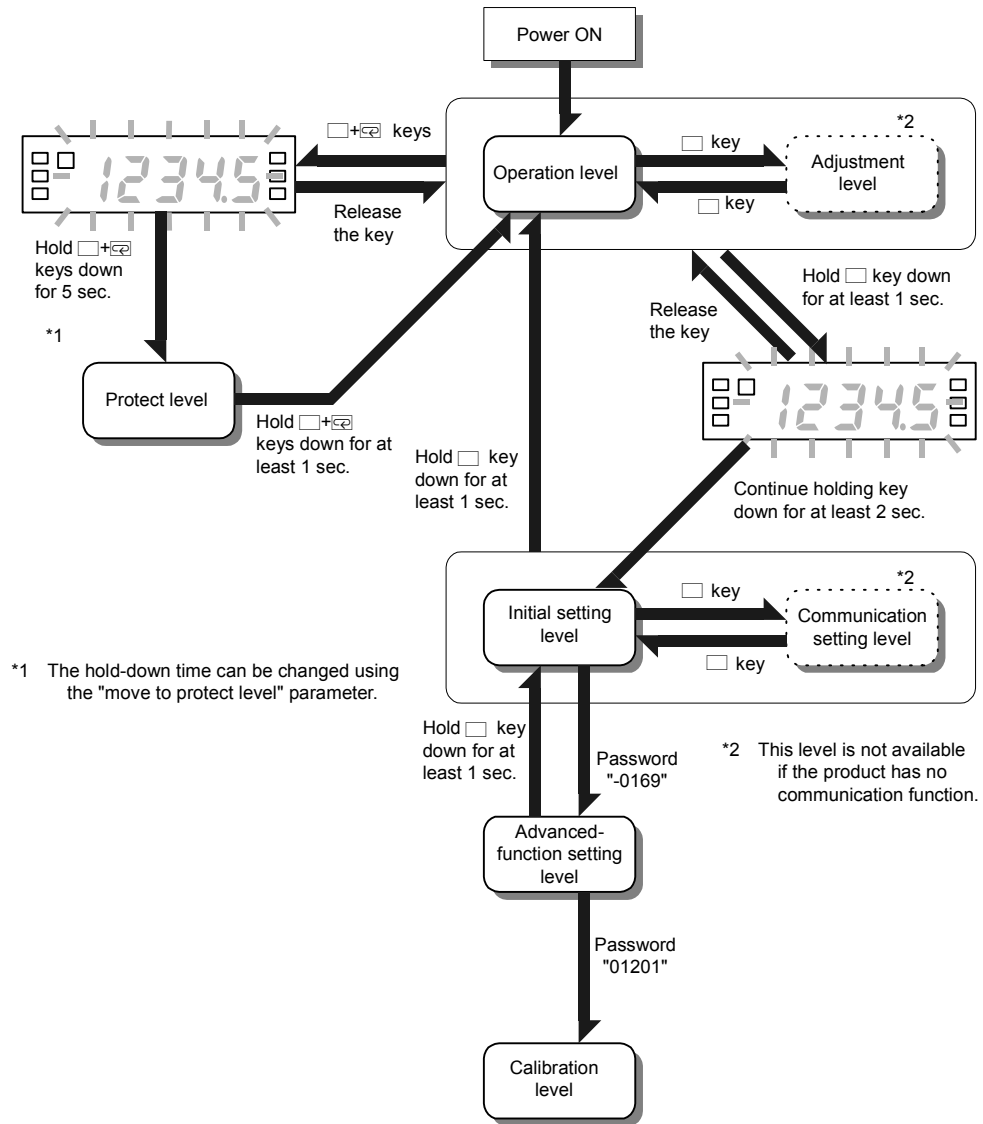 Power ON
*2
□+ keys
Operation level
□ key
Adjustment
level
□ key
12345
Release
the key
Hold □+
keys down
for 5 sec.
*1
Hold □ key down
for at least 1 sec.
Release
the key
1234.5
Protect level
Hold □+
keys down for at
least 1 sec.
Hold □ key
down for at
least 1 sec.
Continue holding key
down for at least 2 sec.
*2
Initial setting
level
□ key
Communication
setting level
□ key
*1 The hold-down time can be changed using
the "move to protect level" parameter.
Hold □ key
down for at
least 1 sec.
Password
"-0169"
*2 This level is not available
if the product has no
communication function.
Advanced-
function setting
level
Password
"01201"
Calibration
level